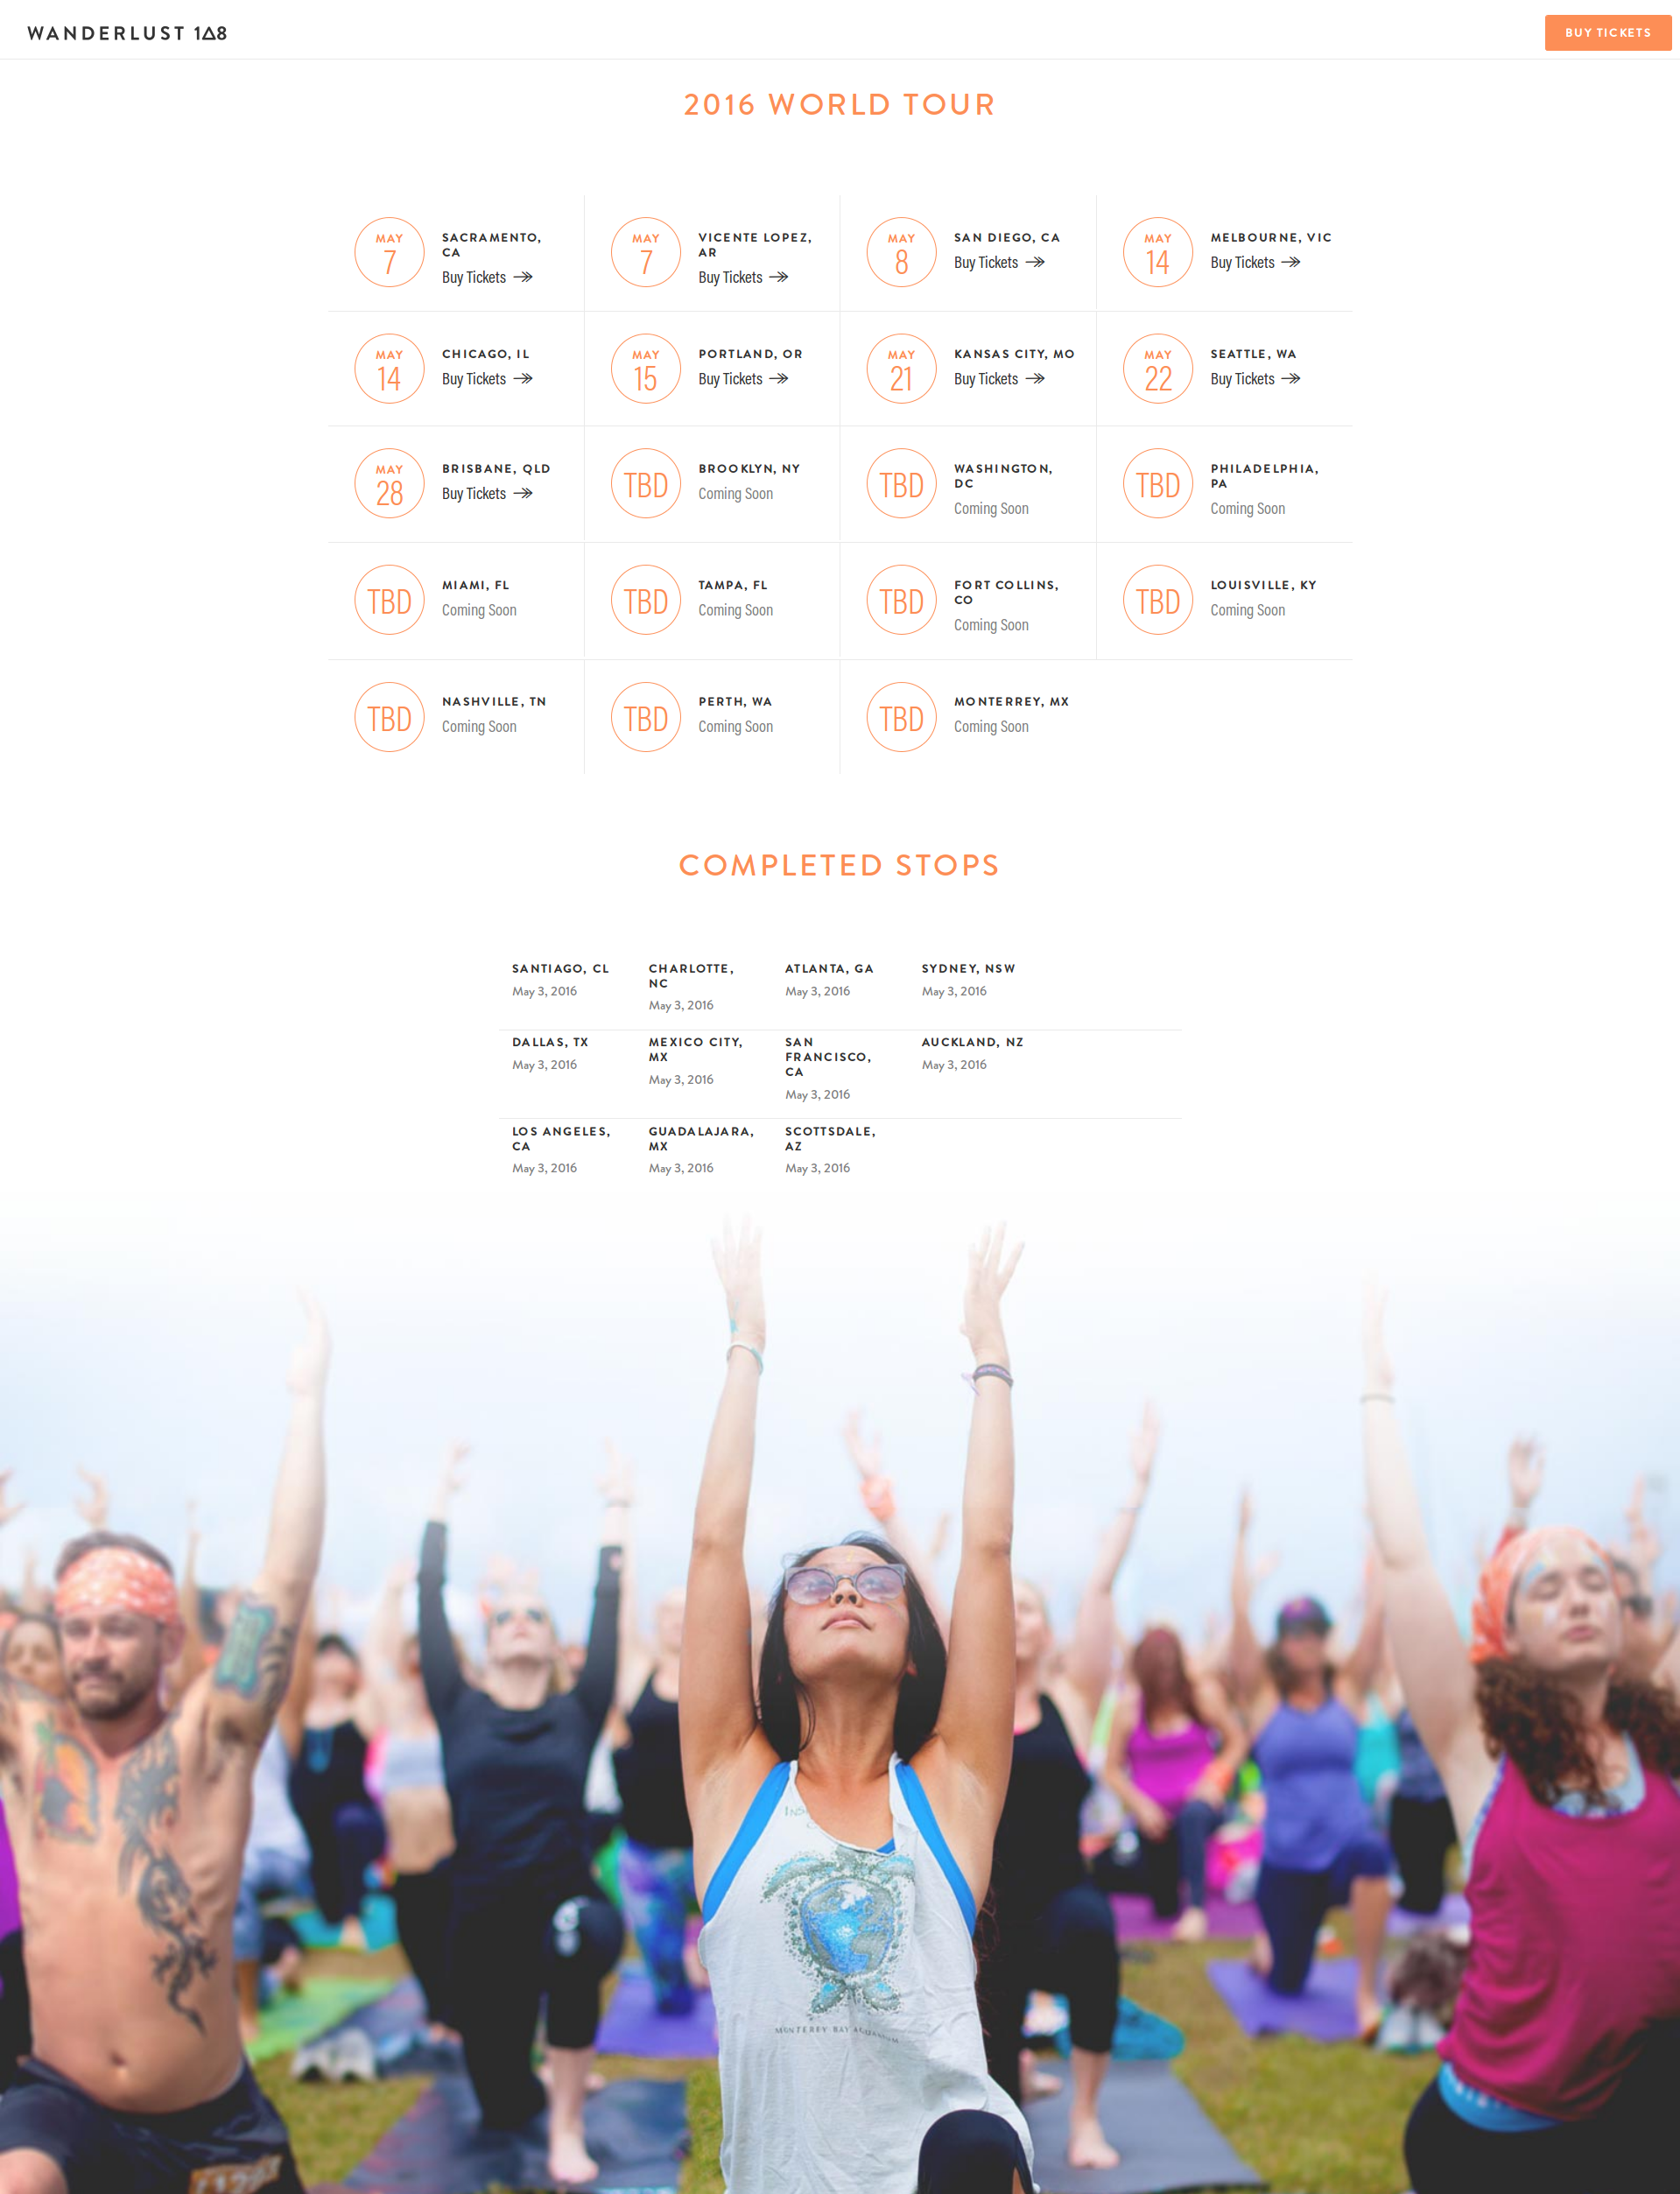 WANDERLUST 1Δ8
BUY TICKETS
2016 WORLD TOUR
MAY
7
SACRAMENTO,
CA
Buy Tickets
MAY
7
VICENTE LOPEZ,
AR
Buy Tickets
MAY
8
SAN DIEGO, CA
Buy Tickets
MAY
14
MELBOURNE, VIC
Buy Tickets
MAY
14
CHICAGO, IL
Buy Tickets
MAY
15
PORTLAND, OR
Buy Tickets
MAY
21
KANSAS CITY, MO
Buy Tickets
MAY
22
SEATTLE, WA
Buy Tickets
MAY
28
BRISBANE, QLD
Buy Tickets
TBD
BROOKLYN, NY
Coming Soon
TBD
WASHINGTON,
DC
Coming Soon
TBD
PHILADELPHIA,
PA
Coming Soon
TBD
MIAMI, FL
Coming Soon
TBD
TAMPA, FL
Coming Soon
TBD
FORT COLLINS,
CO
Coming Soon
TBD
LOUISVILLE, KY
Coming Soon
TBD
NASHVILLE, TN
Coming Soon
TBD
PERTH, WA
Coming Soon
TBD
MONTERREY, MX
Coming Soon
COMPLETED STOPS
SANTIAGO, CL
May 3, 2016
CHARLOTTE,
NC
May 3, 2016
ATLANTA, GA
May 3, 2016
SYDNEY, NSW
May 3, 2016
DALLAS, TX
May 3, 2016
MEXICO CITY,
MX
May 3, 2016
SAN
FRANCISCO,
CA
May 3, 2016
AUCKLAND, NZ
May 3, 2016
LOS ANGELES,
CA
May 3, 2016
GUADALAJARA,
MX
May 3, 2016
SCOTTSDALE,
AZ
May 3, 2016
MONTEREY BAY AQUARIUM